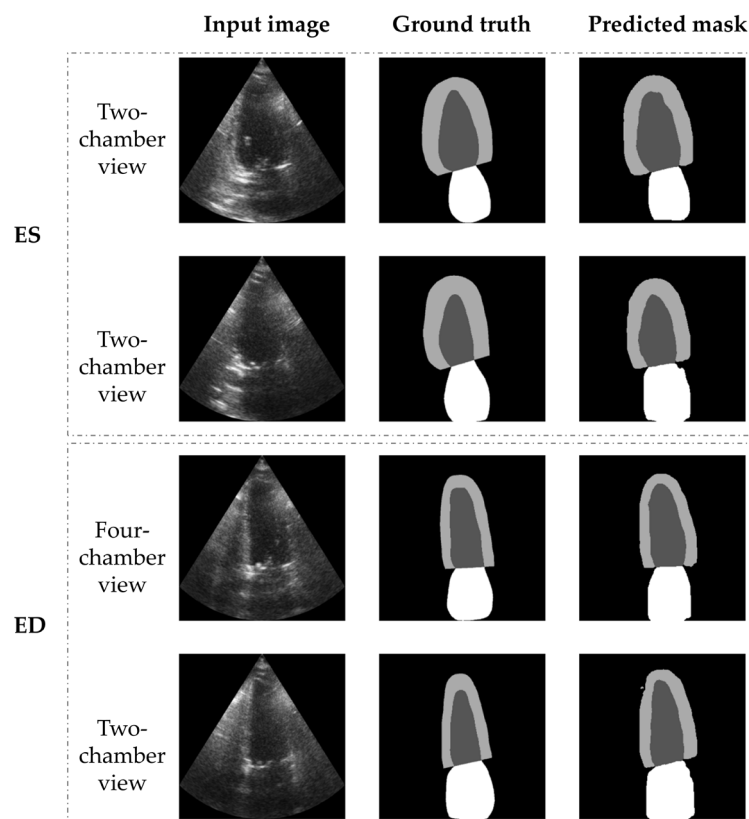 Input image Ground truth Predicted mask
ES
Two-
chamber
view
Two-
chamber
view
ED
Four-
chamber
view
Two-
chamber
view